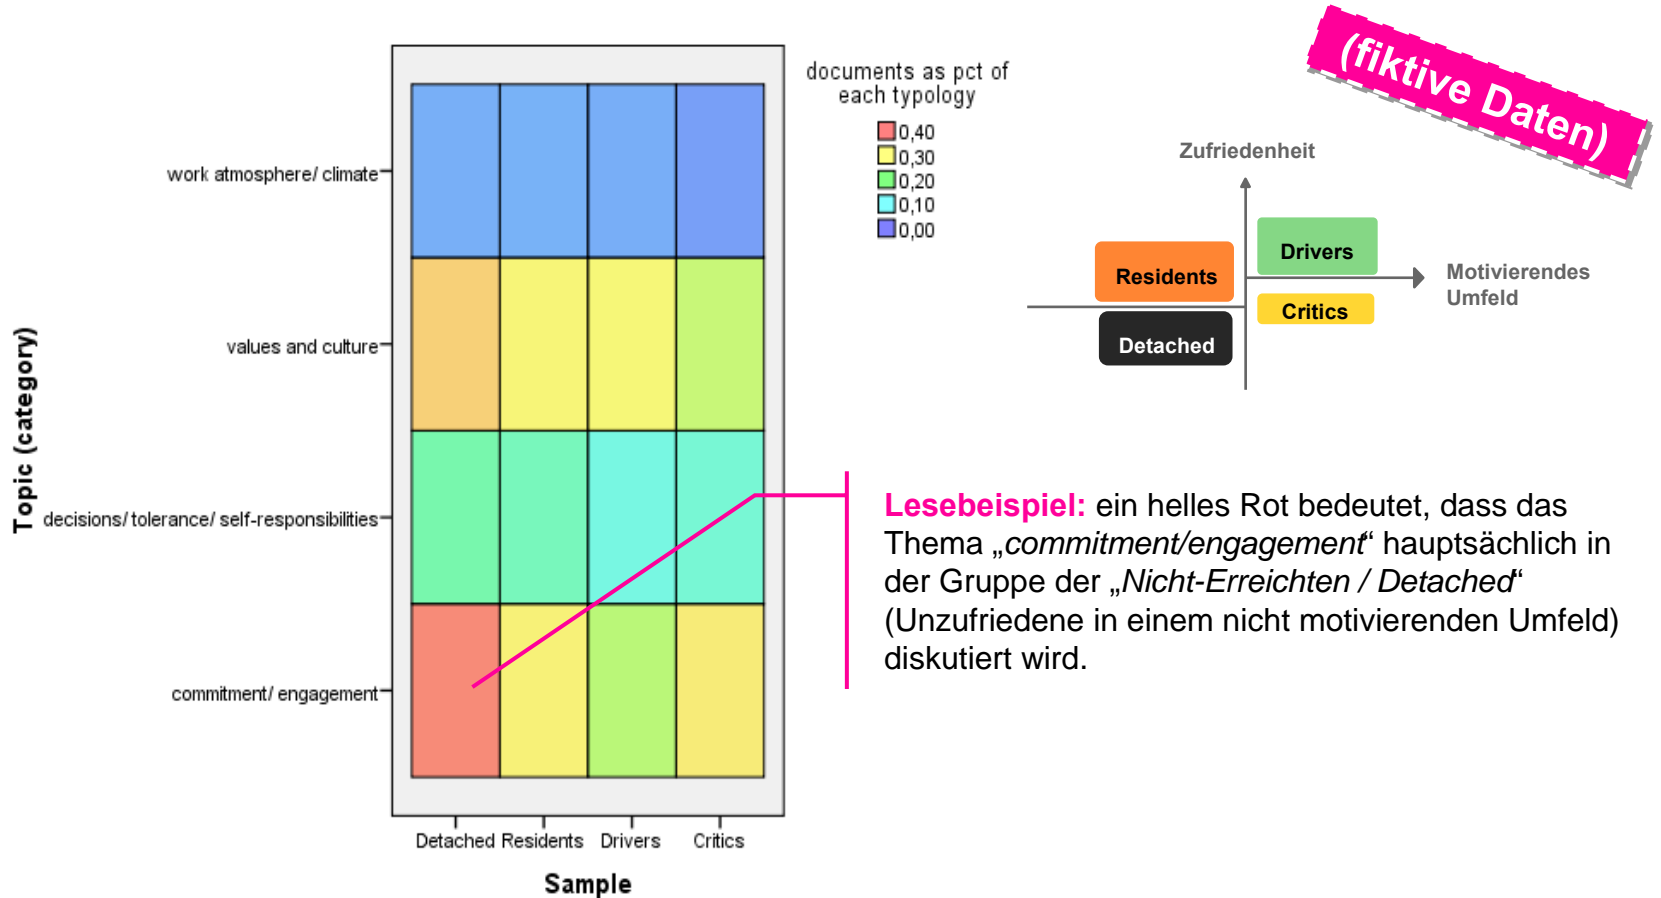 (fiktive Daten)
documents as pct of
each typology
0,40
0,30
0,20
0,10
0,00
Topic (category)
work atmosphere/ climate
values and culture
decisions/ tolerance/ self-responsibilities
commitment/ engagement
Detached Residents Drivers Critics
Sample
Zufriedenheit
Drivers
Residents
Motivierendes
Umfeld
Critics
Detached
Lesebeispiel: ein helles Rot bedeutet, dass das
Thema „commitment/engagement“ hauptsächlich in
der Gruppe der „Nicht-Erreichten / Detached“
(Unzufriedene in einem nicht motivierenden Umfeld)
diskutiert wird.